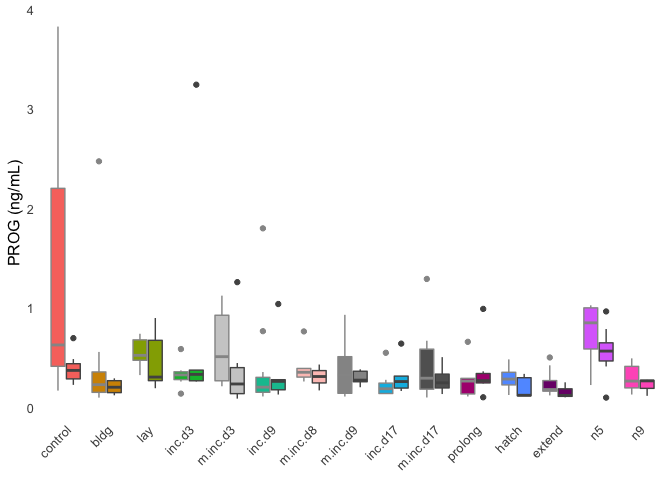 PROG (ng/mL)
4
3
2
1
0
control
bldg
lay
inc.d3
m.inc.d3
inc.d9
m.inc.d8
m.inc.d9
inc.d17
m.inc.d17
prolong
hatch
extend
n5
n9